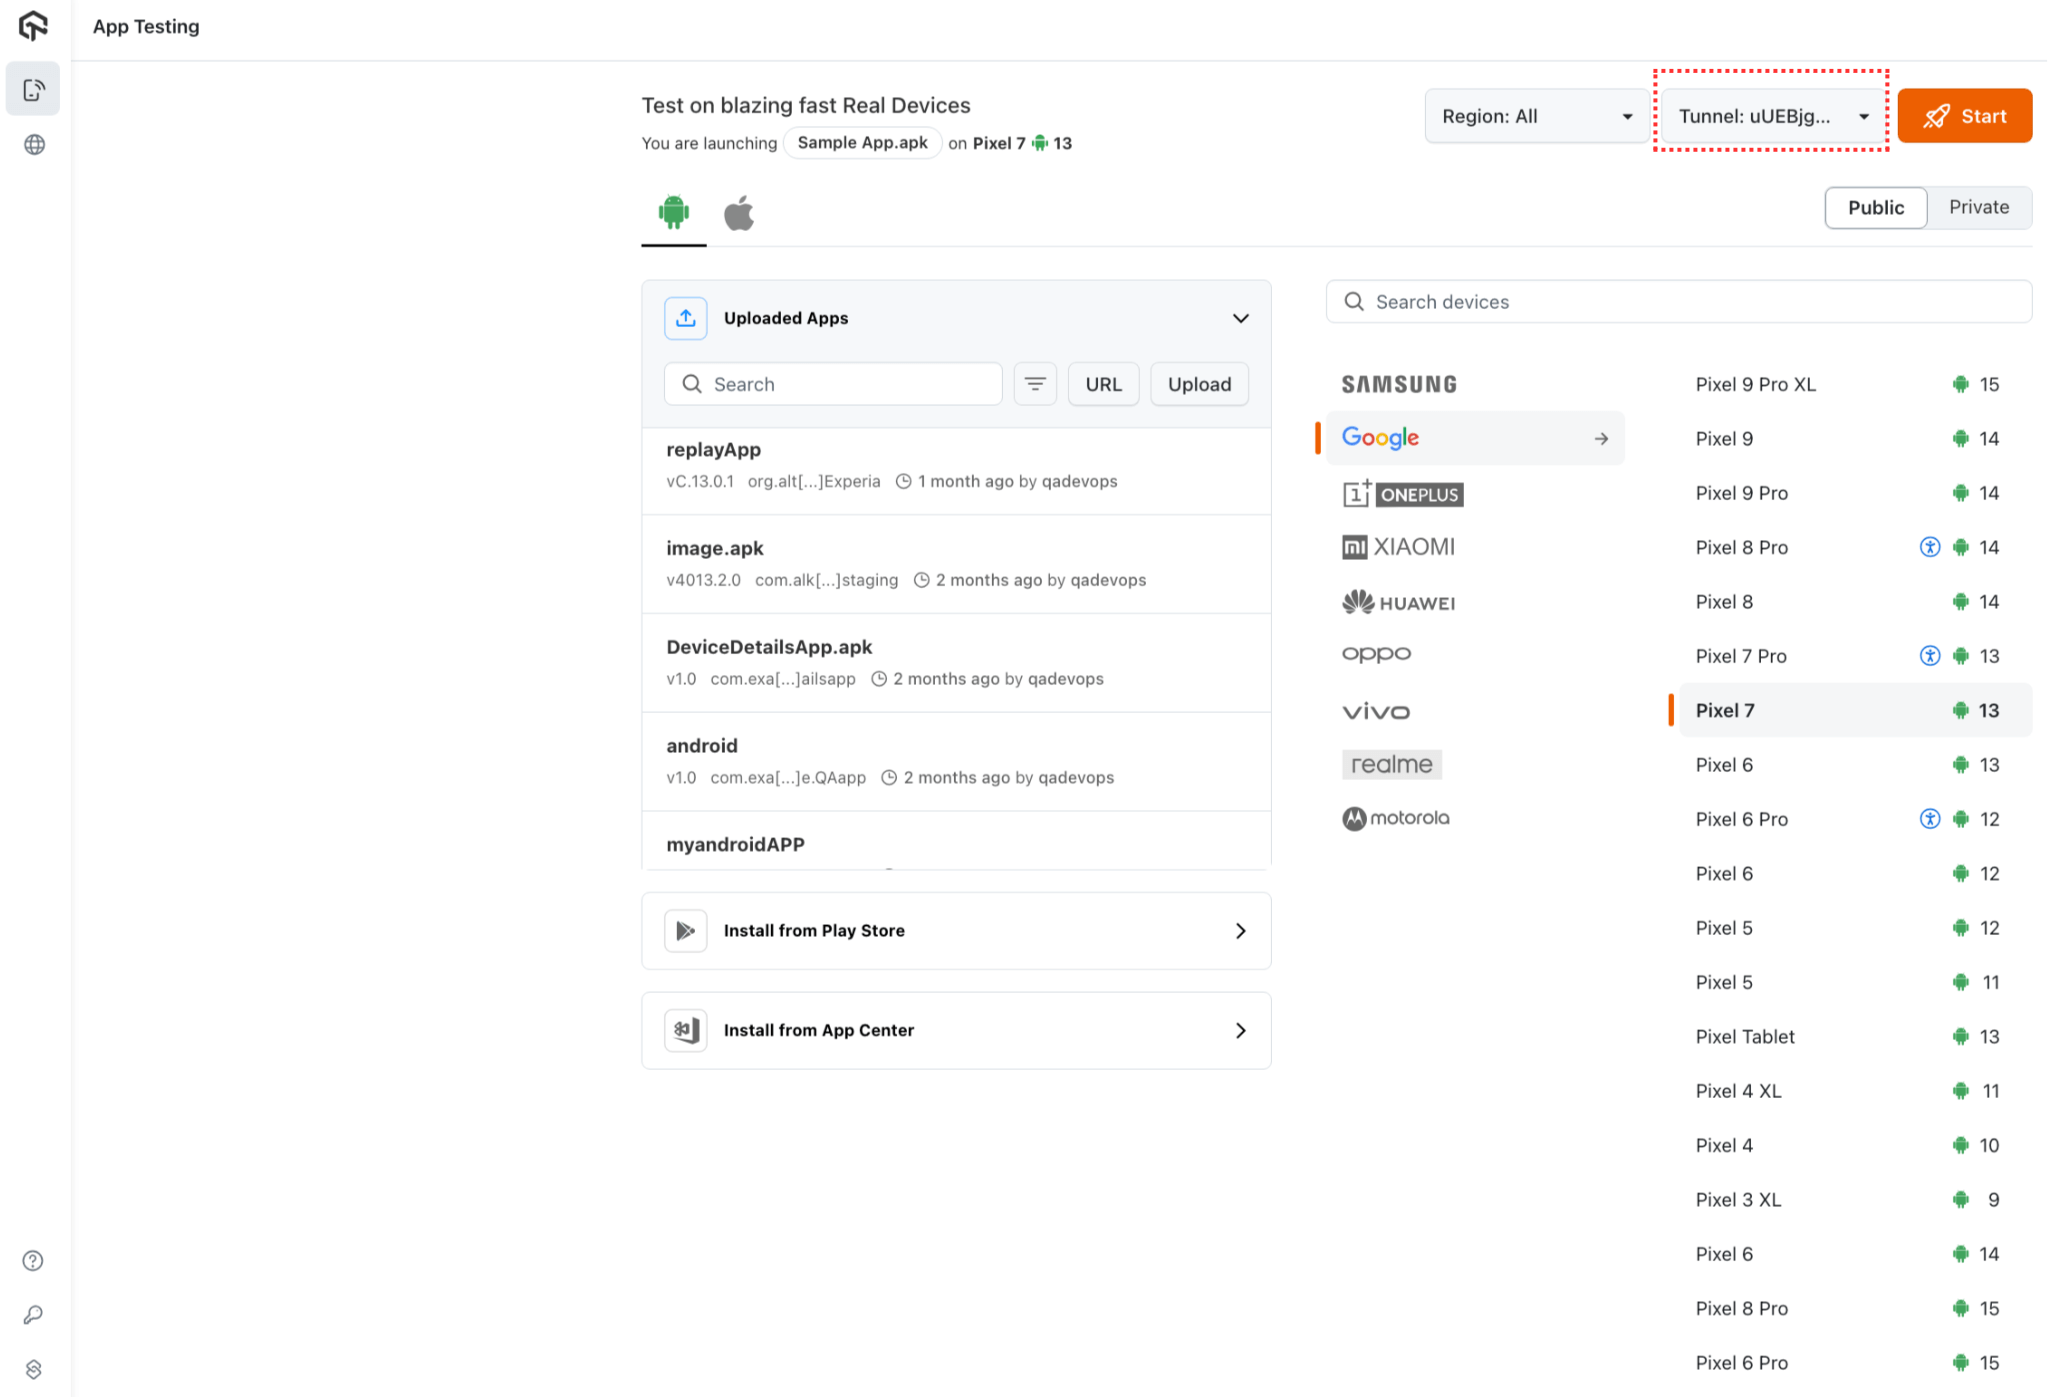 App Testing
Test on blazing fast Real Devices
You are launching Sample App.apk on Pixel 7 13
Region: All
Tunnel: uUEBjg...
Start
Public
Private
Uploaded Apps
Search
URL
Upload
replayApp
vC.13.0.1 org.alt[...]Experia 1 month ago by qadevops
image.apk
v4013.2.0 com.alk[...]staging 2 months ago by qadevops
DeviceDetailsApp.apk
v1.0 com.exa[...]ailsapp 2 months ago by qadevops
android
v1.0 com.exa[...]e.QAapp 2 months ago by qadevops
myandroidAPP
Install from Play Store
Install from App Center
Search devices
SAMSUNG
Google
1+ ONEPLUS
mi XIAOMI
HUAWEI
oppo
vivo
realme
motorola
Pixel 9 Pro XL 15
Pixel 9 14
Pixel 9 Pro 14
Pixel 8 Pro 14
Pixel 8 14
Pixel 7 Pro 13
Pixel 7 13
Pixel 6 13
Pixel 6 Pro 12
Pixel 6 12
Pixel 5 12
Pixel 5 11
Pixel Tablet 13
Pixel 4 XL 11
Pixel 4 10
Pixel 3 XL 9
Pixel 6 14
Pixel 8 Pro 15
Pixel 6 Pro 15